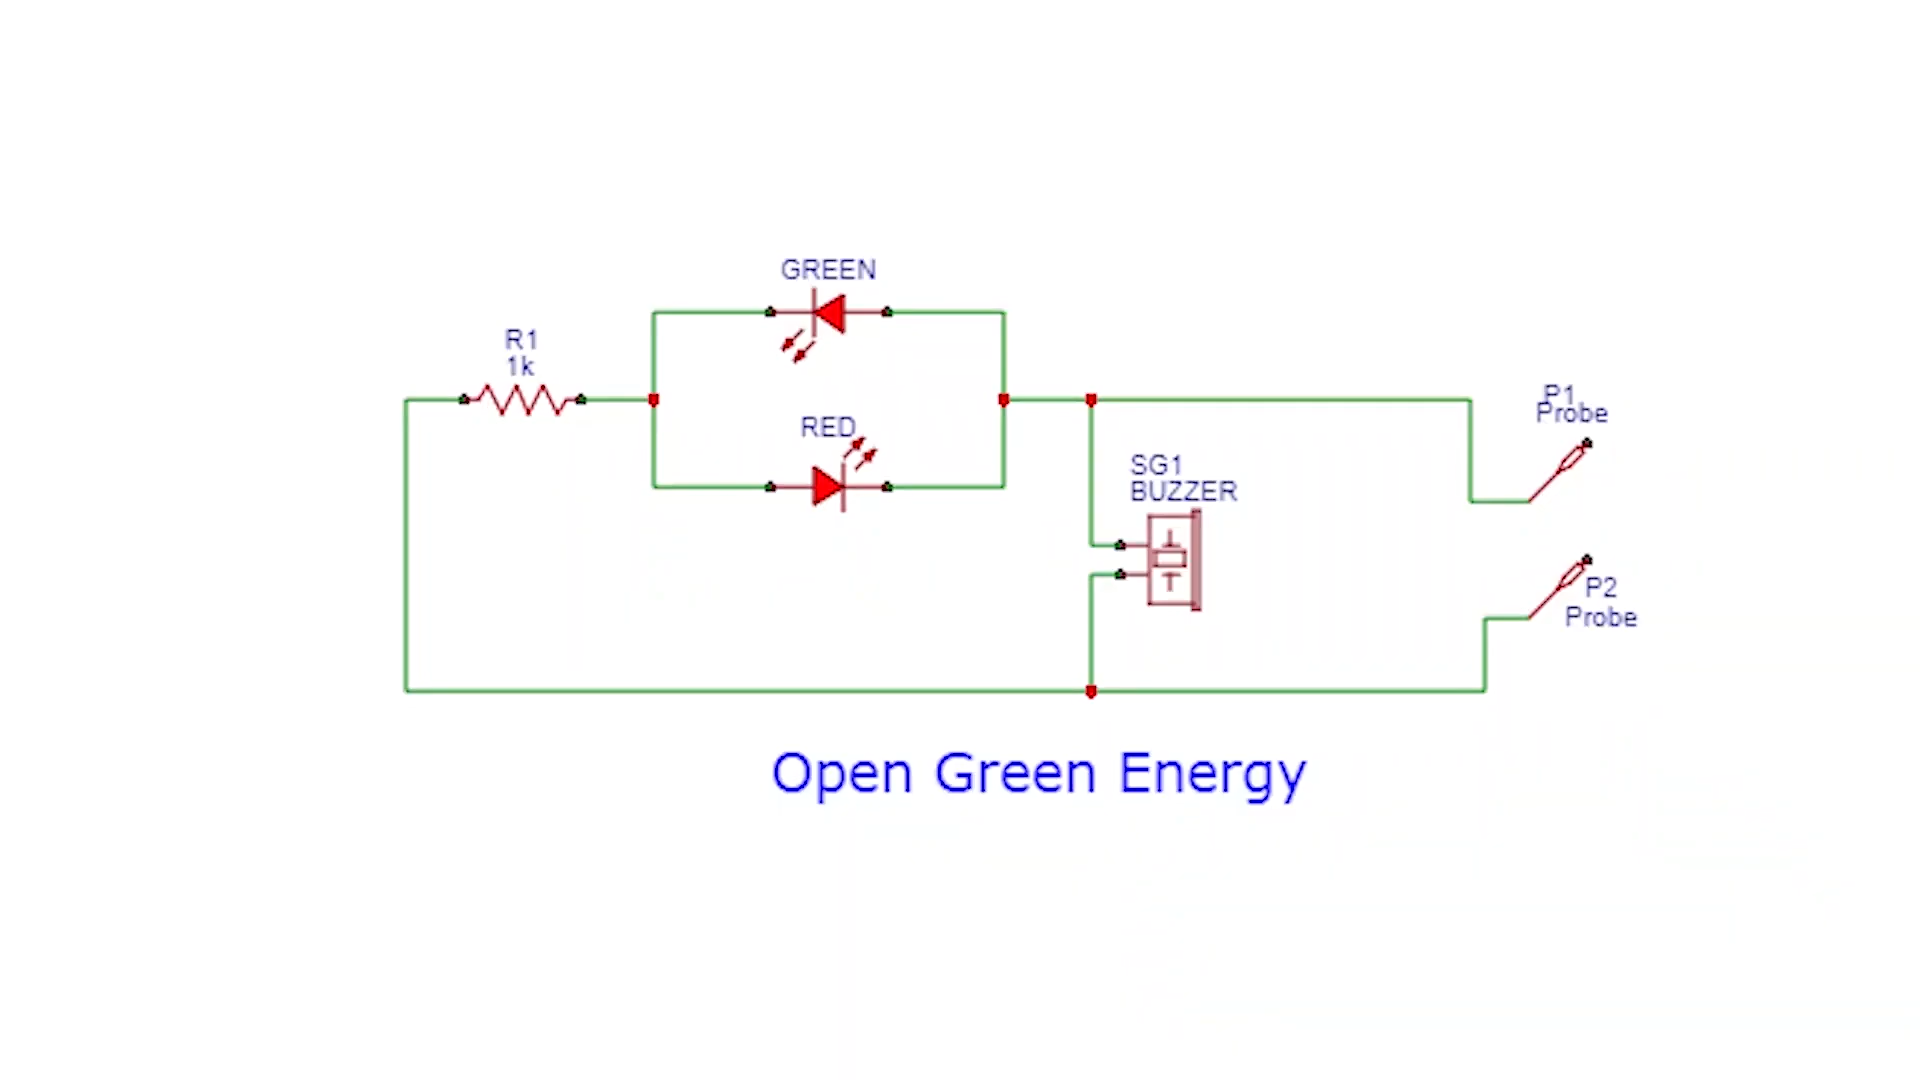 GREEN
R1
1k
RED
P1
Probe
SG1
BUZZER
P2
Probe
Open Green Energy